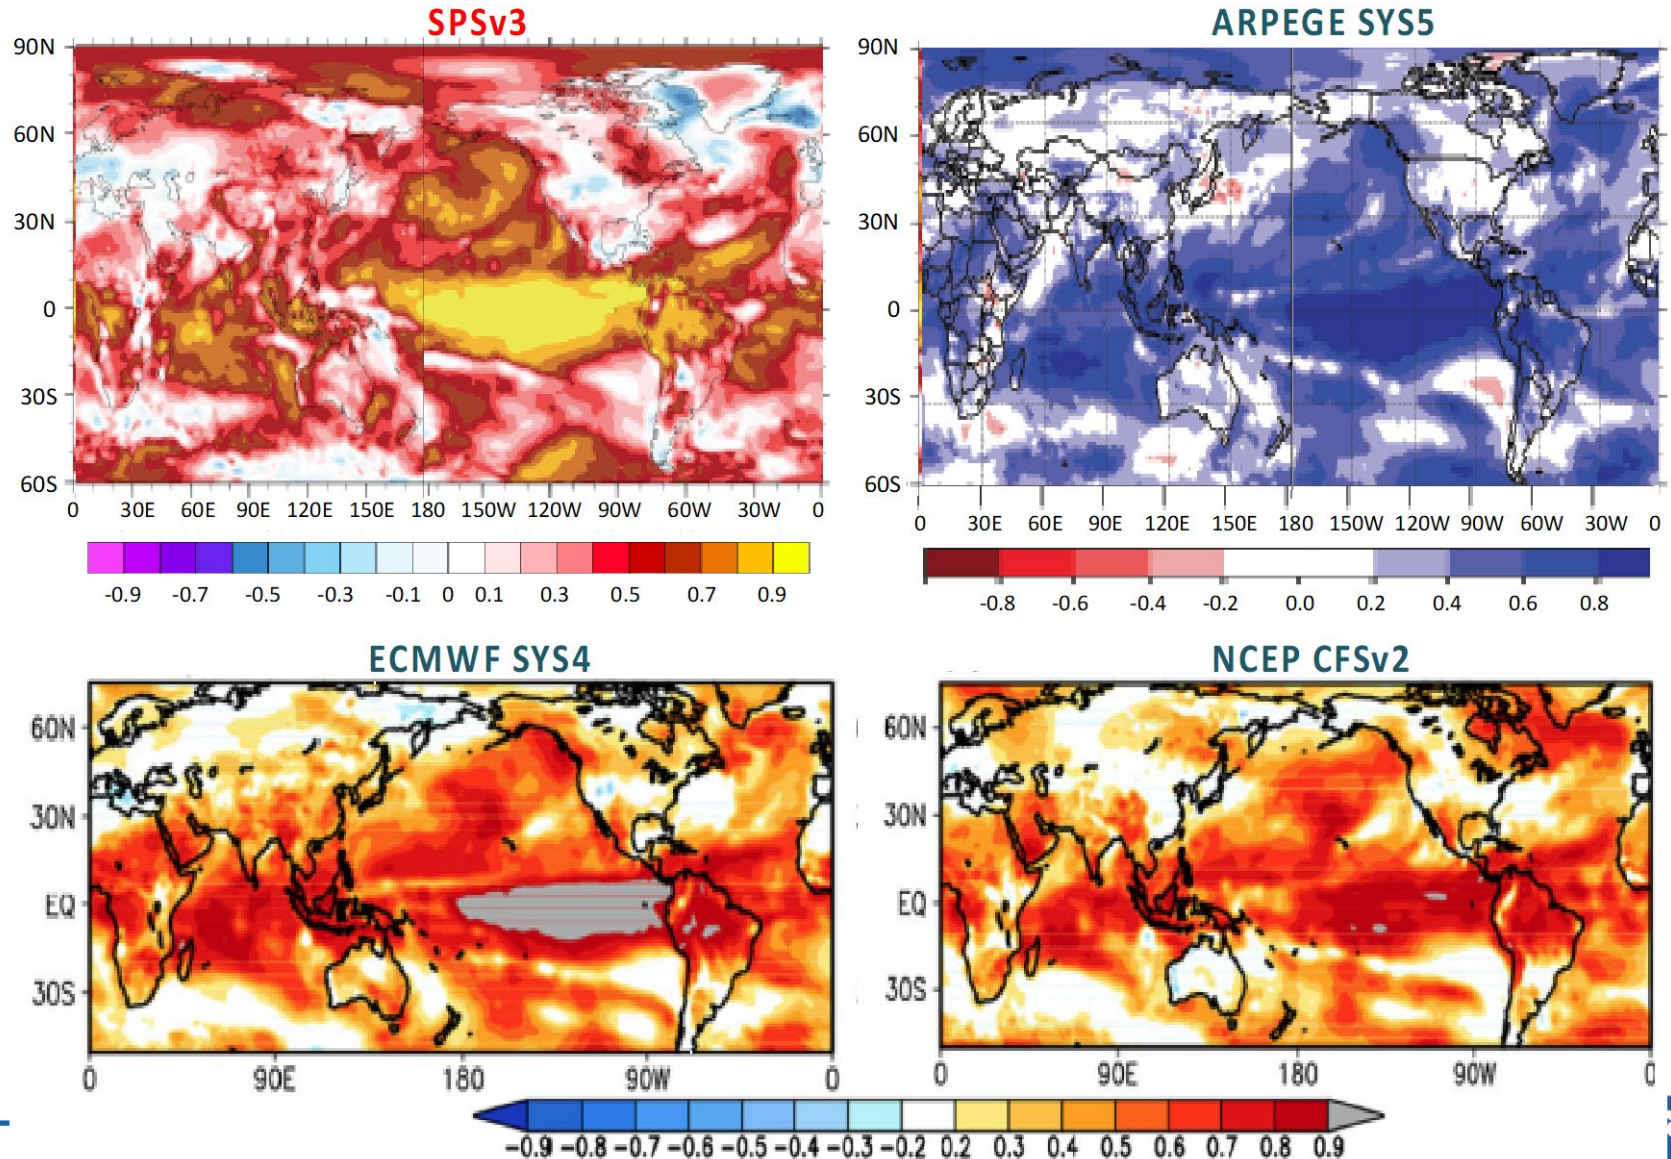 SPSv3
90N
60N
30N
0
30S
60S
0 30E 60E 90E 120E 150E 180 150W 120W 90W 60W 30W 0
-0.9 -0.7 -0.5 -0.3 -0.1 0 0.1 0.3 0.5 0.7 0.9
ARPEGE SYS5
90N
60N
30N
0
30S
60S
0 30E 60E 90E 120E 150E 180 150W 120W 90W 60W 30W 0
-0.8 -0.6 -0.4 -0.2 0.0 0.2 0.4 0.6 0.8
ECMWF SYS4
60N
30N
EQ
30S
0 90E 180 90W 0
NCEP CFSv2
60N
30N
EQ
30S
0 90E 180 90W 0
-0.9 -0.8 -0.7 -0.6 -0.5 -0.4 -0.3 -0.2 0.2 0.3 0.4 0.5 0.6 0.7 0.8 0.9